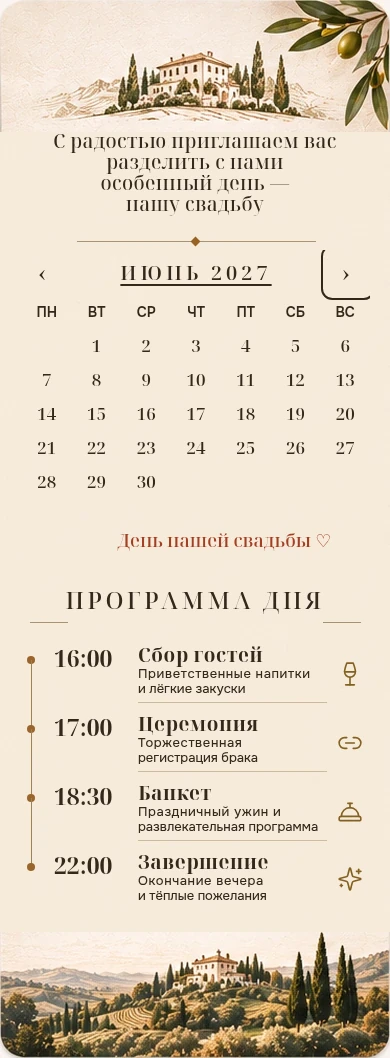 С радостью приглашаем вас
разделить с нами
особенный день —
нашу свадьбу
‹ ИЮНЬ 2027 ›
ПН ВТ СР ЧТ ПТ СБ ВС
1 2 3 4 5 6
7 8 9 10 11 12 13
14 15 16 17 18 19 20
21 22 23 24 25 26 27
28 29 30
День нашей свадьбы ♡
ПРОГРАММА ДНЯ
16:00 Сбор гостей
Приветственные напитки
и лёгкие закуски
17:00 Церемония
Торжественная
регистрация брака
18:30 Банкет
Праздничный ужин и
развлекательная программа
22:00 Завершение
Окончание вечера
и тёплые пожелания